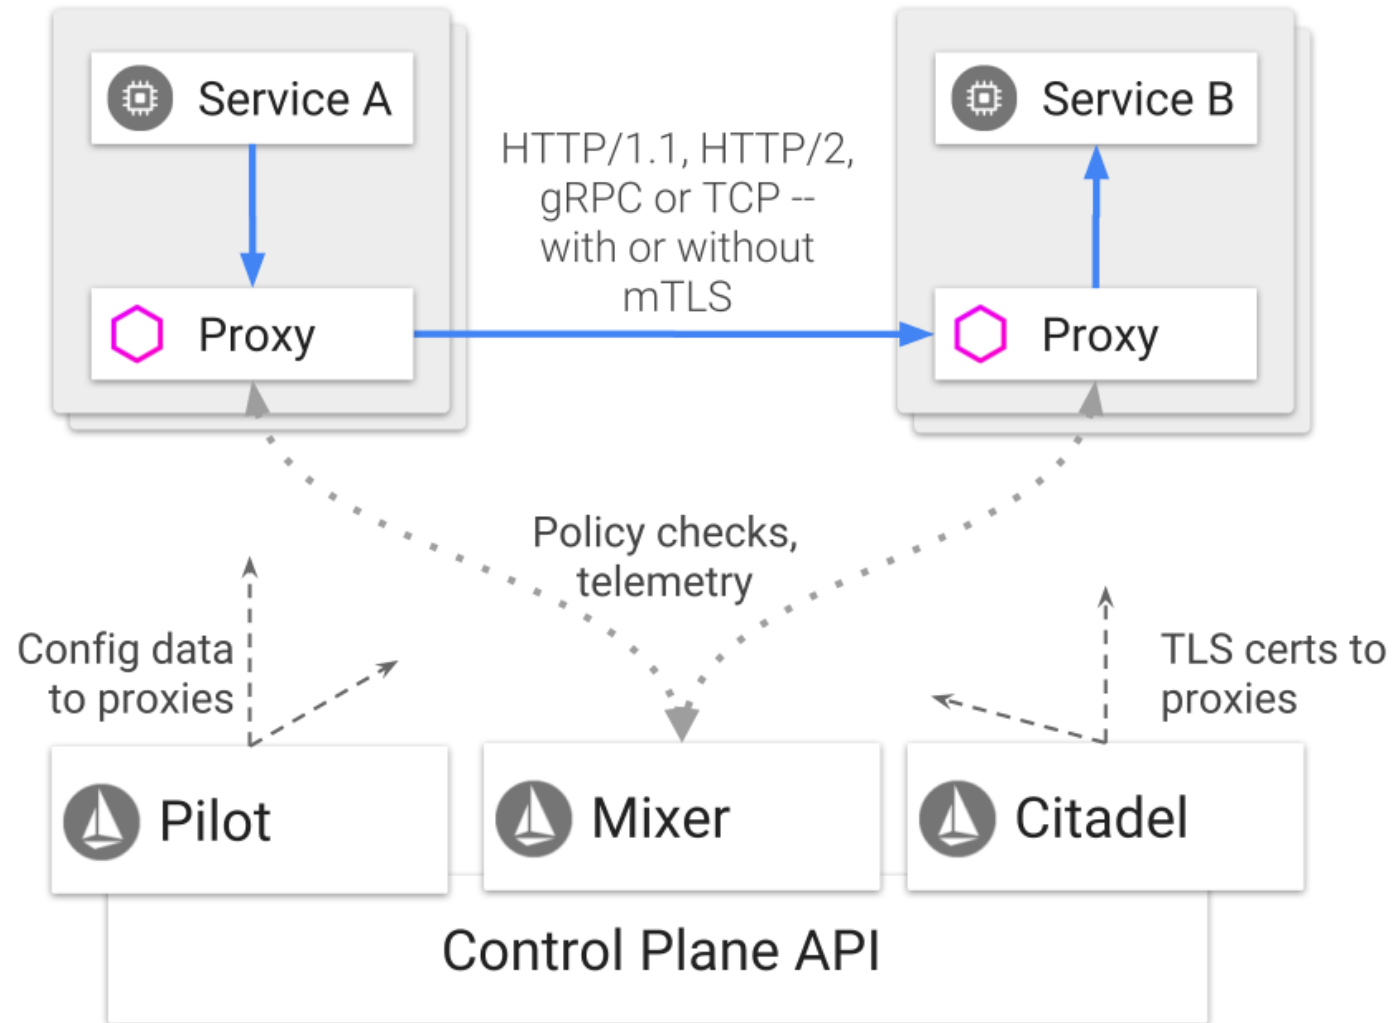 Service A
Service B
HTTP/1.1, HTTP/2,
gRPC or TCP --
with or without
mTLS
Proxy
Proxy
Policy checks,
telemetry
Config data
to proxies
TLS certs to
proxies
Pilot
Mixer
Citadel
Control Plane API